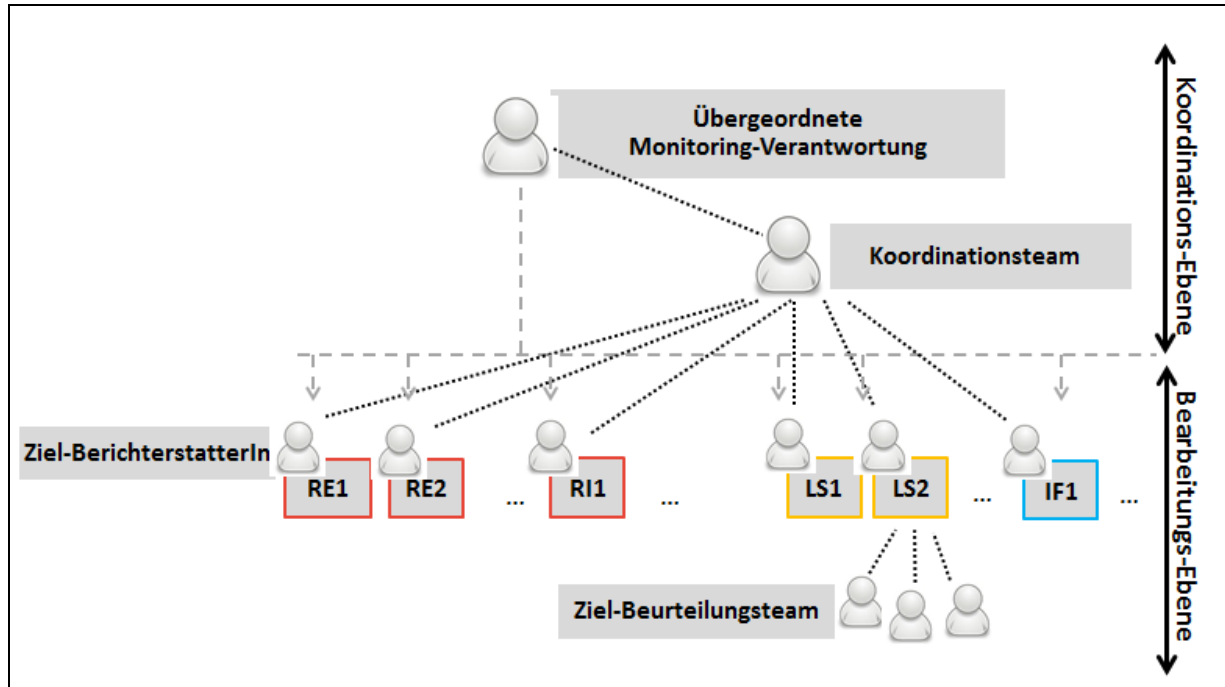 Übergeordnete
Monitoring-Verantwortung
Koordinationsteam
Koordinations-Ebene
Ziel-BerichterstatterIn
RE1
RE2
...
RI1
...
LS1
LS2
...
IF1
...
Ziel-Beurteilungsteam
Bearbeitungs-Ebene